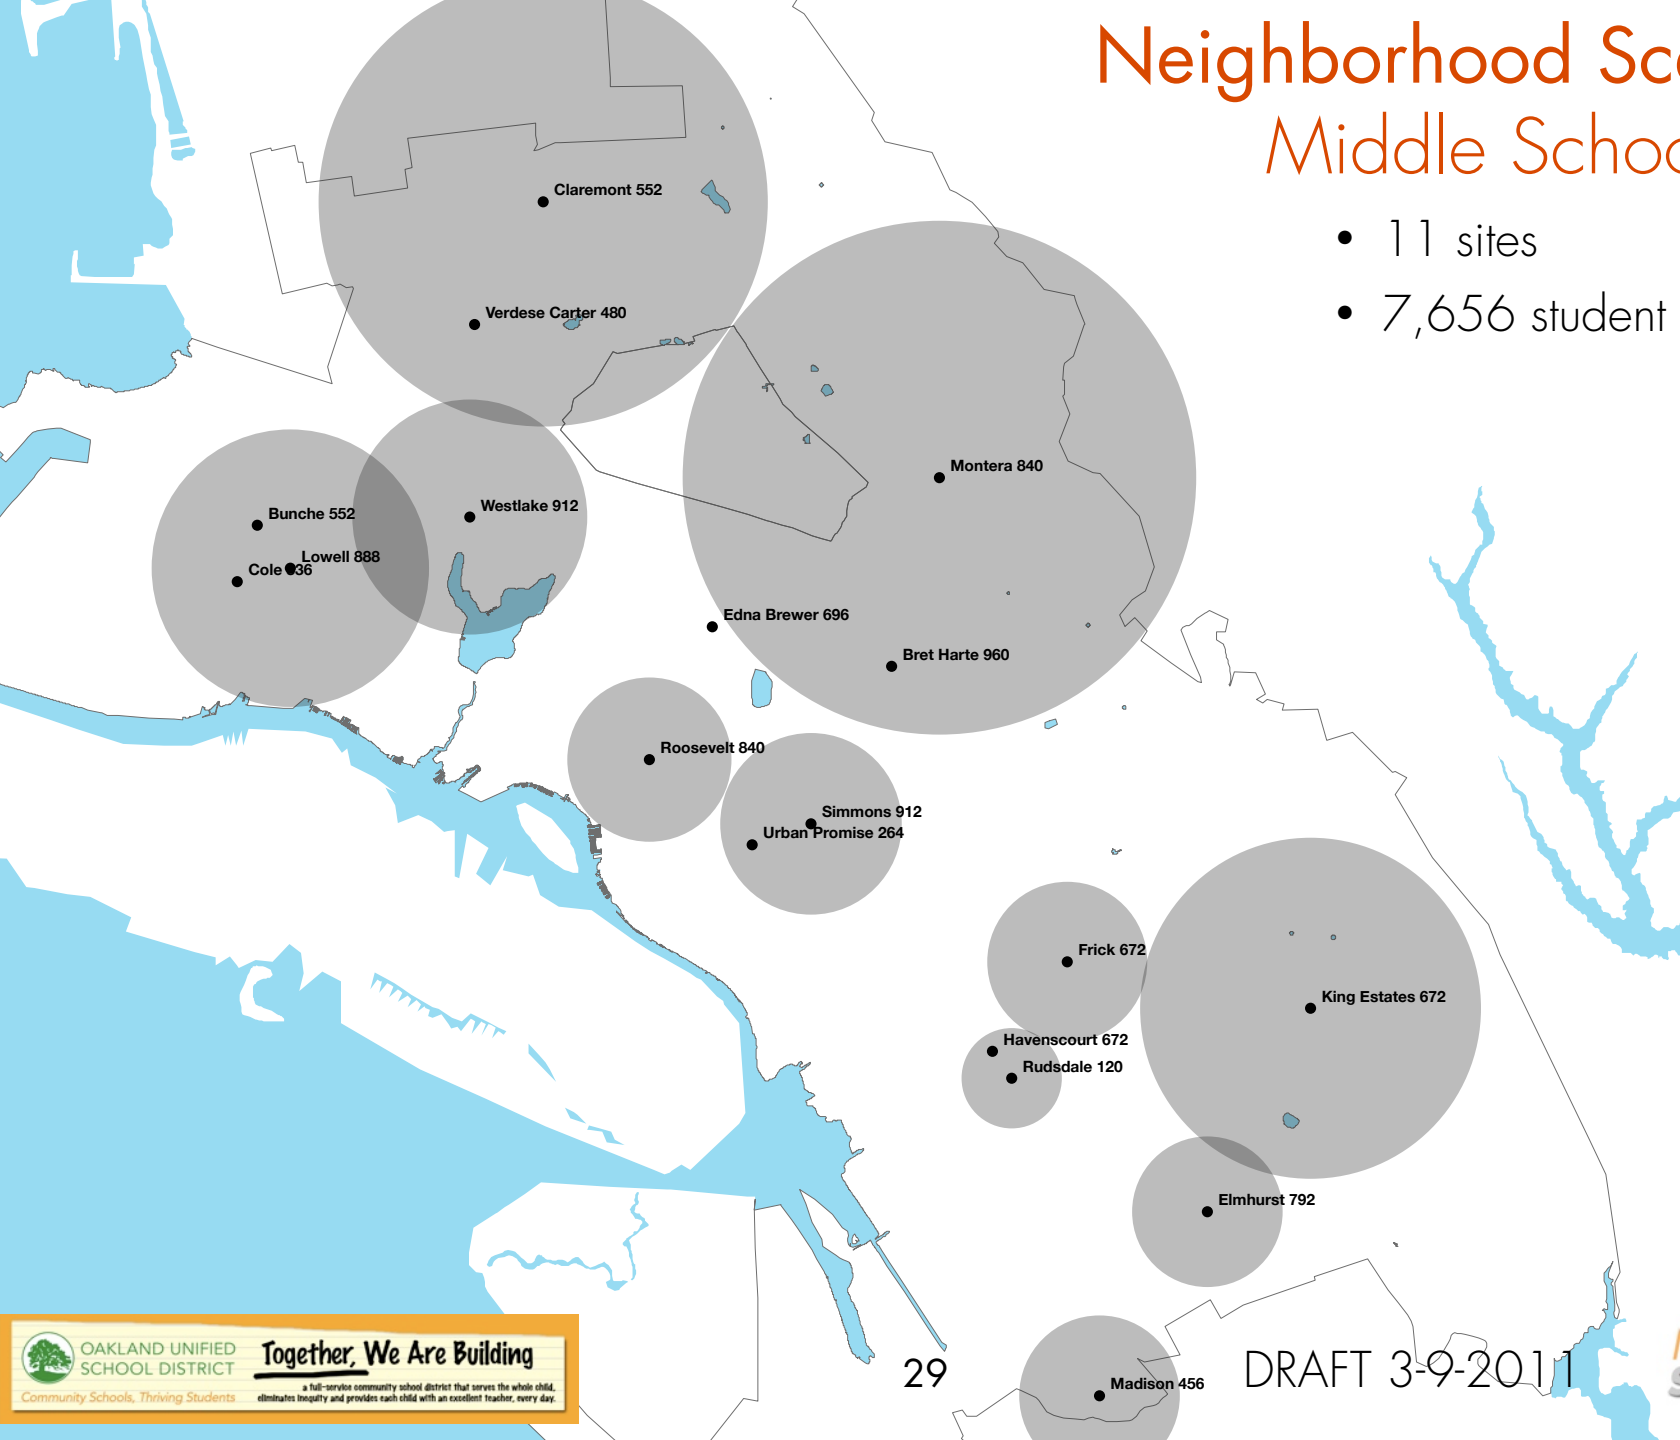 Neighborhood Sc
Middle Schoo
• 11 sites
• 7,656 student
Claremont 552
Verdese Carter 480
Montera 840
Westlake 912
Bunche 552
Lowell 888
Cole 36
Edna Brewer 696
Bret Harte 960
Roosevelt 840
Simmons 912
Urban Promise 264
Frick 672
King Estates 672
Havenscourt 672
Rudsdale 120
Elmhurst 792
Madison 456
OAKLAND UNIFIED
SCHOOL DISTRICT
Community Schools, Thriving Students
Together, We Are Building
a full-service community school district that serves the whole child,
eliminates inequity and provides each child with an excellent teacher, every day.
29
DRAFT 3-9-2011